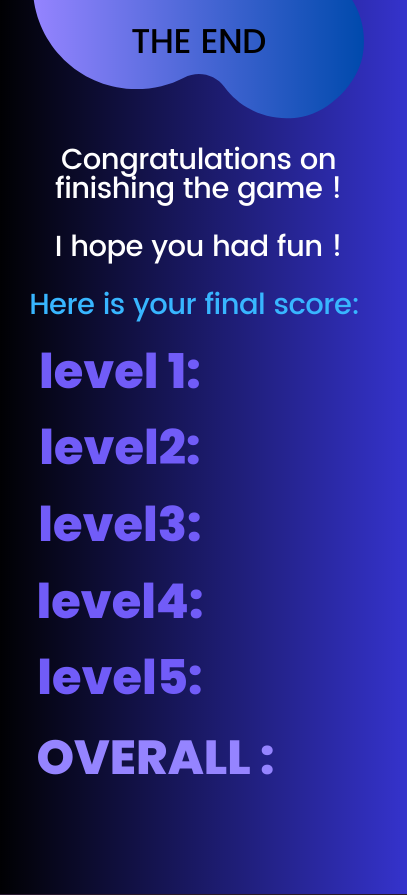 THE END
Congratulations on
finishing the game !
I hope you had fun !
Here is your final score:
level 1:
level2:
level3:
level4:
level5:
OVERALL :